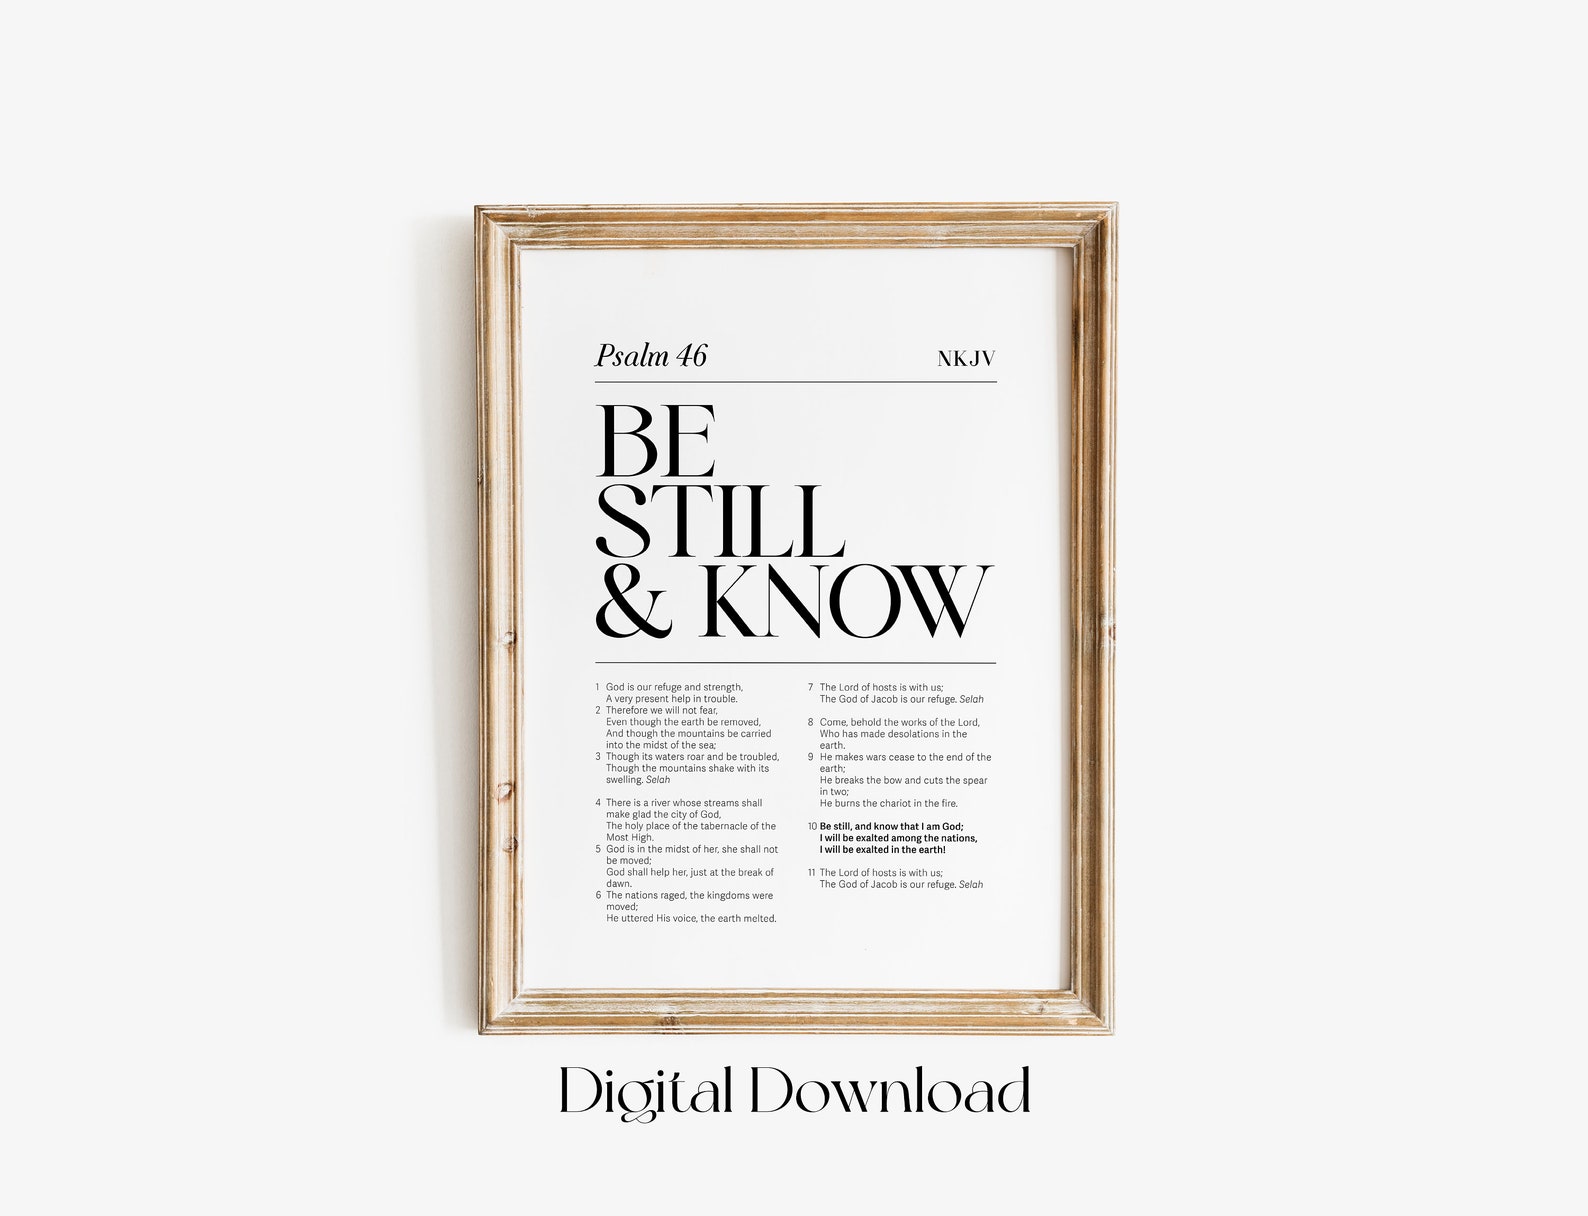 Psalm 46
NKJV
BE
STILL
& KNOW
1 God is our refuge and strength,
A very present help in trouble.
2 Therefore we will not fear,
Even though the earth be removed,
And though the mountains be carried
into the midst of the sea;
3 Though its waters roar and be troubled,
Though the mountains shake with its
swelling. Selah
4 There is a river whose streams shall
make glad the city of God,
The holy place of the tabernacle of the
Most High.
5 God is in the midst of her, she shall not
be moved;
God shall help her, just at the break of
dawn.
6 The nations raged, the kingdoms were
moved;
He uttered His voice, the earth melted.
7 The Lord of hosts is with us;
The God of Jacob is our refuge. Selah
8 Come, behold the works of the Lord,
Who has made desolations in the
earth.
9 He makes wars cease to the end of the
earth;
He breaks the bow and cuts the spear
in two;
He burns the chariot in the fire.
10 Be still, and know that I am God;
I will be exalted among the nations,
I will be exalted in the earth!
11 The Lord of hosts is with us;
The God of Jacob is our refuge. Selah
Digital Download